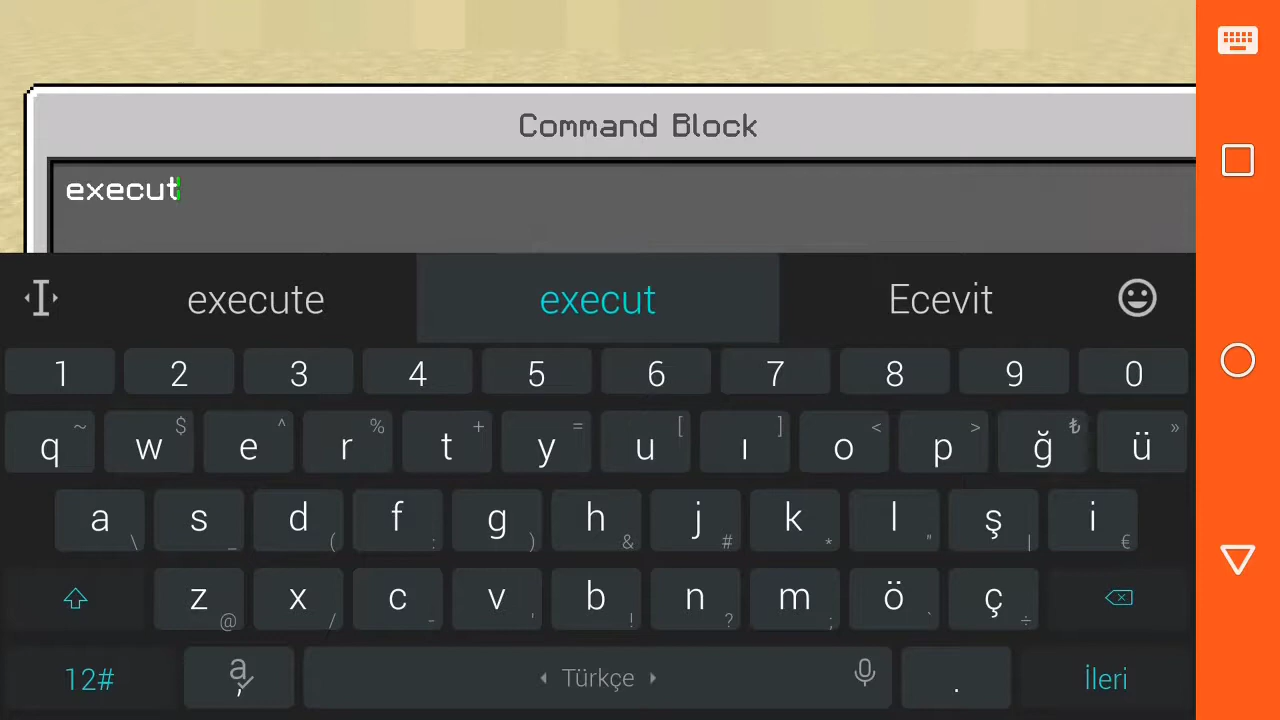 Command Block
execut
execute execut Ecevit
1 2 3 4 5 6 7 8 9 0
q ~ w $ e ^ r % t + y = u [ ı ] o < p > ğ ₺ ü »
a \ s _ d ( f : g ) h & j # k * l " ş | i €
z @ x / c - v ' b ! n ? m ; ö ` ç ÷
12# a , Türkçe . İleri